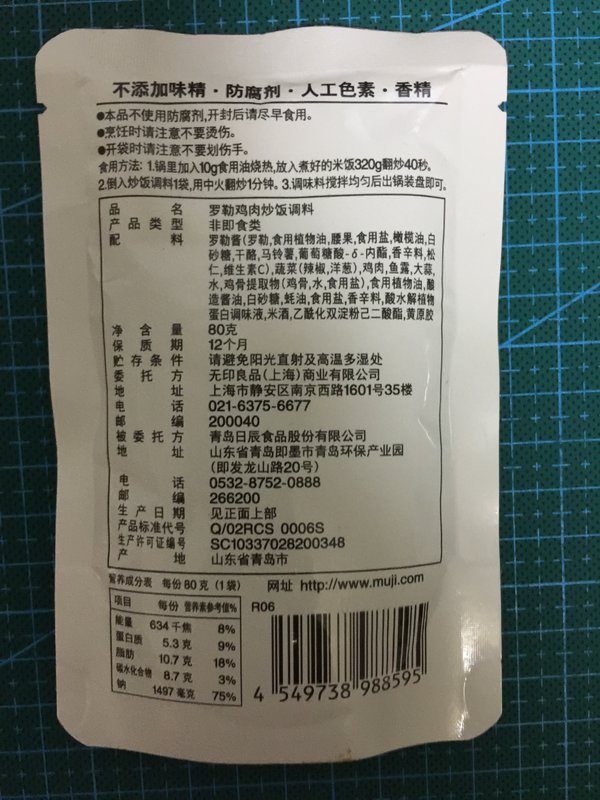 不添加味精·防腐剂·人工色素·香精
●本品不使用防腐剂,开封后请尽早食用。
●烹饪时请注意不要烫伤。
●开袋时请注意不要划伤手。
食用方法: 1.锅里加入10g食用油烧热,放入煮好的米饭320g翻炒40秒。
2.倒入炒饭调料1袋,用中火翻炒1分钟。3.调味料搅拌均匀后出锅装盘即可。
品名 罗勒鸡肉炒饭调料
产品类型 非即食类
配料 罗勒酱(罗勒,食用植物油,腰果,食用盐,橄榄油,白
砂糖,干酪,马铃薯,葡萄糖酸-δ-内酯,香辛料,松
仁,维生素C),蔬菜(辣椒,洋葱),鸡肉,鱼露,大蒜,
水,鸡骨提取物(鸡骨,水,食用盐),食用植物油,酿
造酱油,白砂糖,蚝油,食用盐,香辛料,酸水解植物
蛋白调味液,米酒,乙酰化双淀粉己二酸酯,黄原胶
净含量 80克
保质期 12个月
贮存条件 请避免阳光直射及高温多湿处
委托方 无印良品(上海)商业有限公司
地址 上海市静安区南京西路1601号35楼
电话 021-6375-6677
邮编 200040
被委托方 青岛日辰食品股份有限公司
地址 山东省青岛即墨市青岛环保产业园
(即发龙山路20号)
电话 0532-8752-0888
邮编 266200
生产日期 见正面上部
产品标准代号 Q/02RCS 0006S
生产许可证编号 SC10337028200348
产地 山东省青岛市
营养成分表 每份80克(1袋) 网址 http://www.muji.com
项目 每份 营养素参考值%
能量 634千焦 8%
蛋白质 5.3克 9%
脂肪 10.7克 18%
碳水化合物 8.7克 3%
钠 1497毫克 75%
R06
4 549738 988595